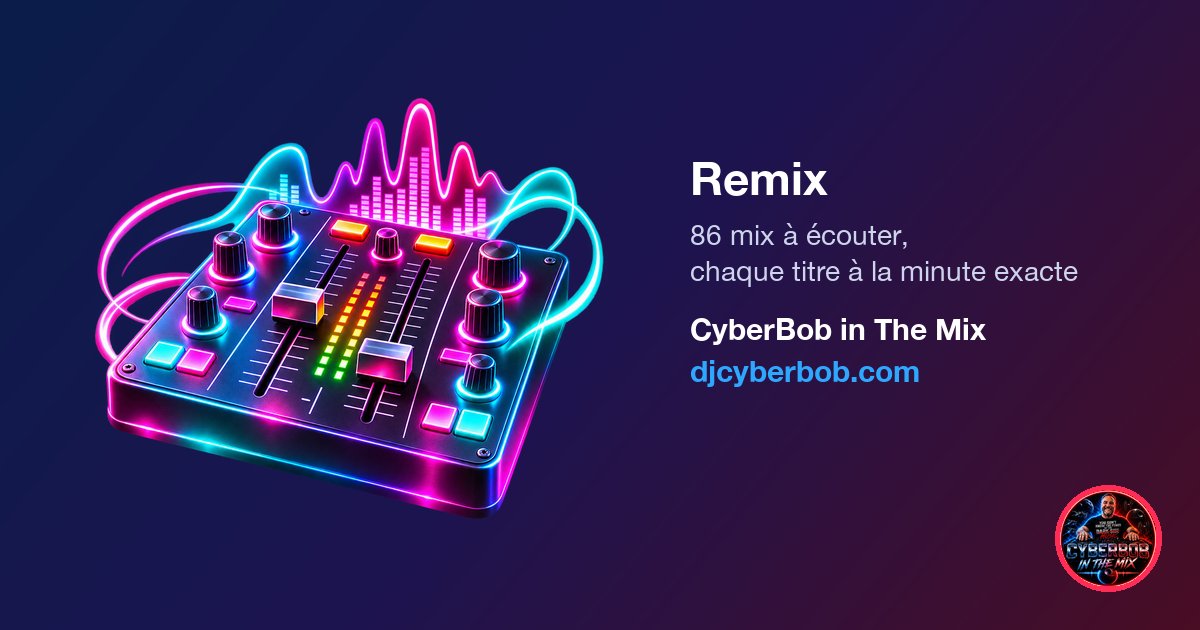 Remix
86 mix à écouter,
chaque titre à la minute exacte
CyberBob in The Mix
djcyberbob.com
CYBERBOB
IN THE MIX